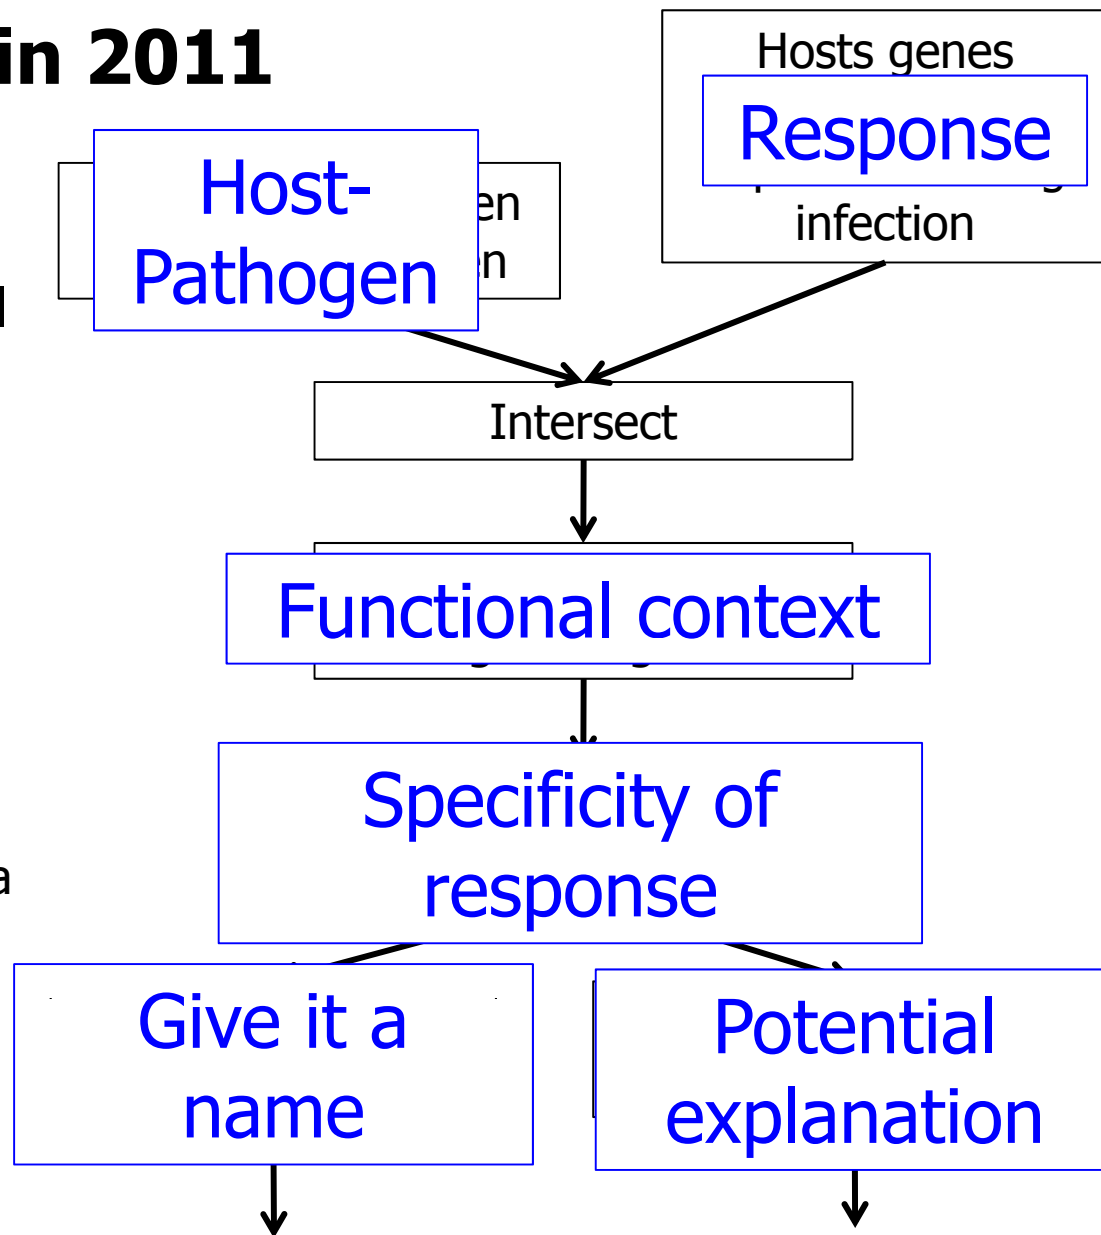 in 2011
Hosts genes
Response
infection
Host-
Pathogen
en
n
Intersect
Functional context
Specificity of
response
a
Give it a
name
Potential
explanation